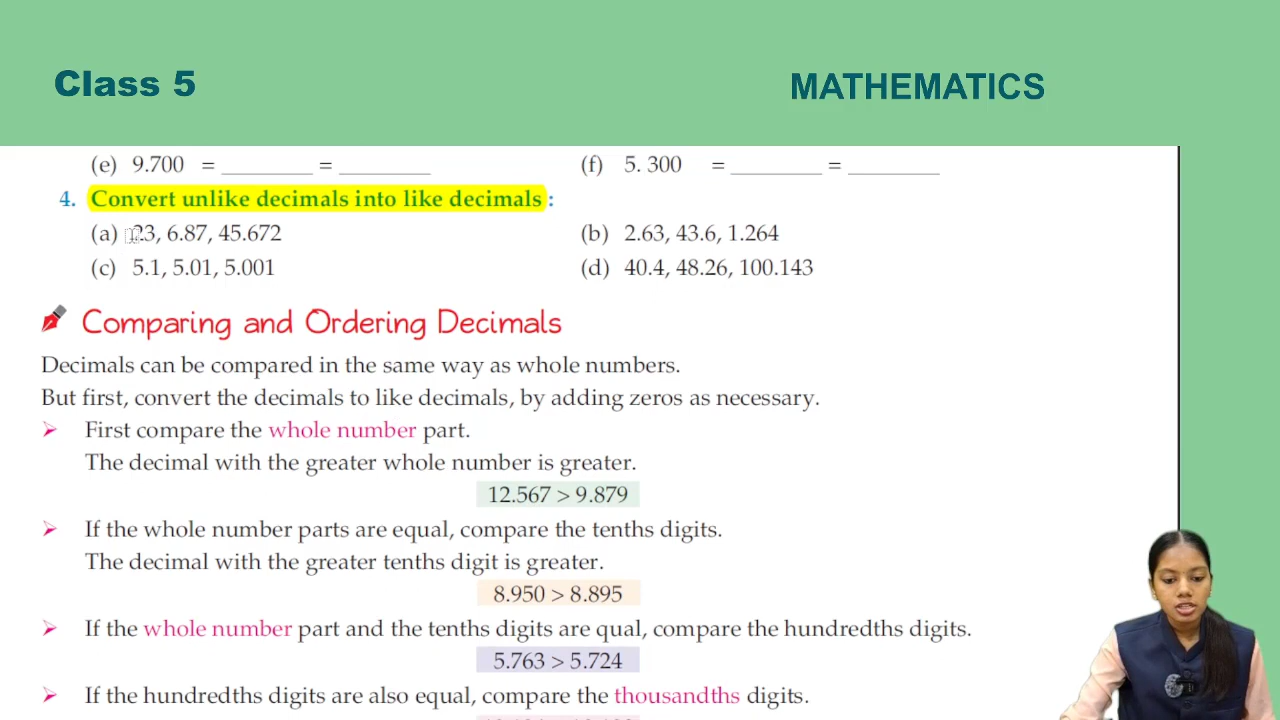 Class 5
MATHEMATICS
(e) 9.700 = ________ = ________
(f) 5. 300 = ________ = ________
4. Convert unlike decimals into like decimals :
(a) 23, 6.87, 45.672
(b) 2.63, 43.6, 1.264
(c) 5.1, 5.01, 5.001
(d) 40.4, 48.26, 100.143
Comparing and Ordering Decimals
Decimals can be compared in the same way as whole numbers.
But first, convert the decimals to like decimals, by adding zeros as necessary.
First compare the whole number part.
The decimal with the greater whole number is greater.
12.567 > 9.879
If the whole number parts are equal, compare the tenths digits.
The decimal with the greater tenths digit is greater.
8.950 > 8.895
If the whole number part and the tenths digits are qual, compare the hundredths digits.
5.763 > 5.724
If the hundredths digits are also equal, compare the thousandths digits.